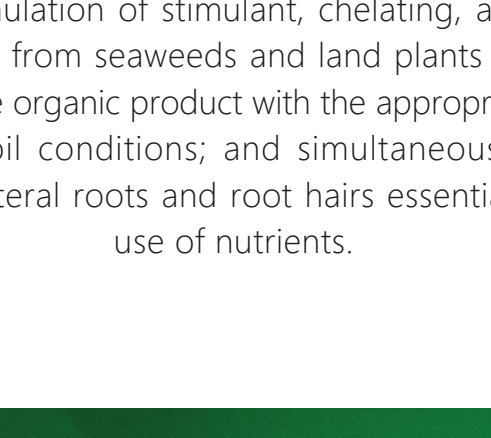 mulation of stimulant, chelating, a
from seaweeds and land plants
e organic product with the appropr
oil conditions; and simultaneous
teral roots and root hairs essentia
use of nutrients.